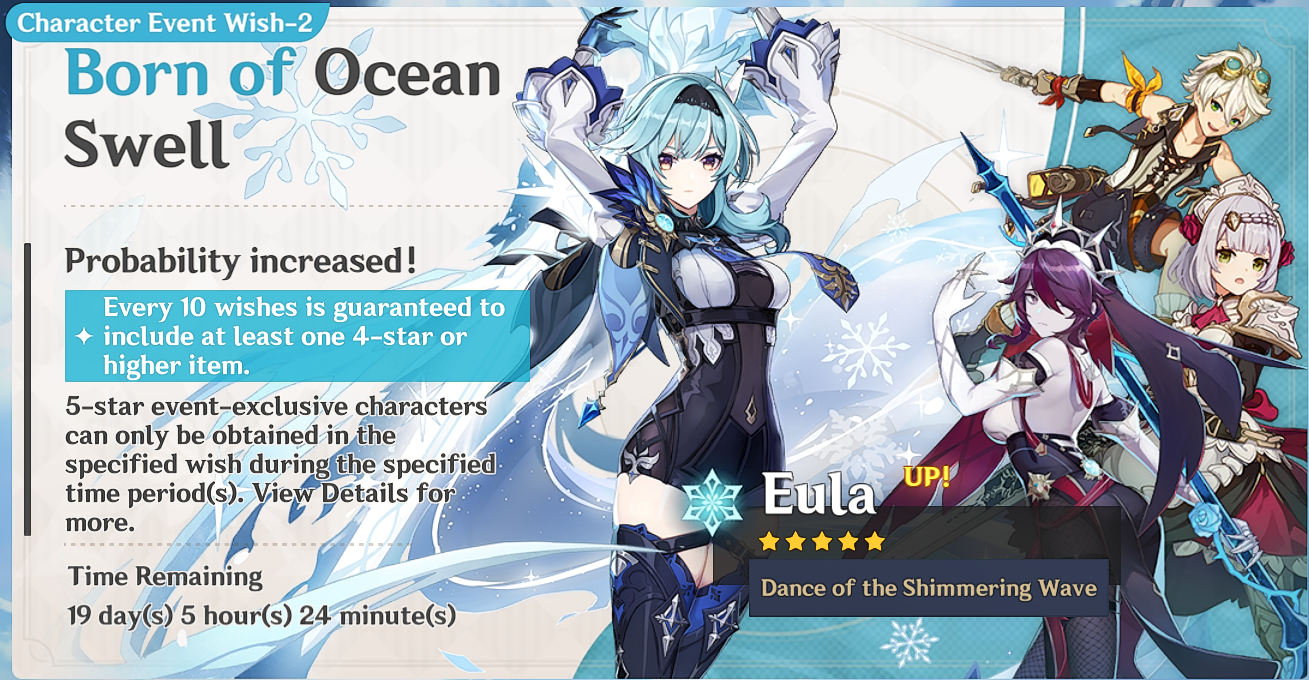 Character Event Wish-2
Born of Ocean
Swell
Probability increased!
Every 10 wishes is guaranteed to
include at least one 4-star or
higher item.
5-star event-exclusive characters
can only be obtained in the
specified wish during the specified
time period(s). View Details for
more.
Time Remaining
19 day(s) 5 hour(s) 24 minute(s)
Eula UP!
Dance of the Shimmering Wave